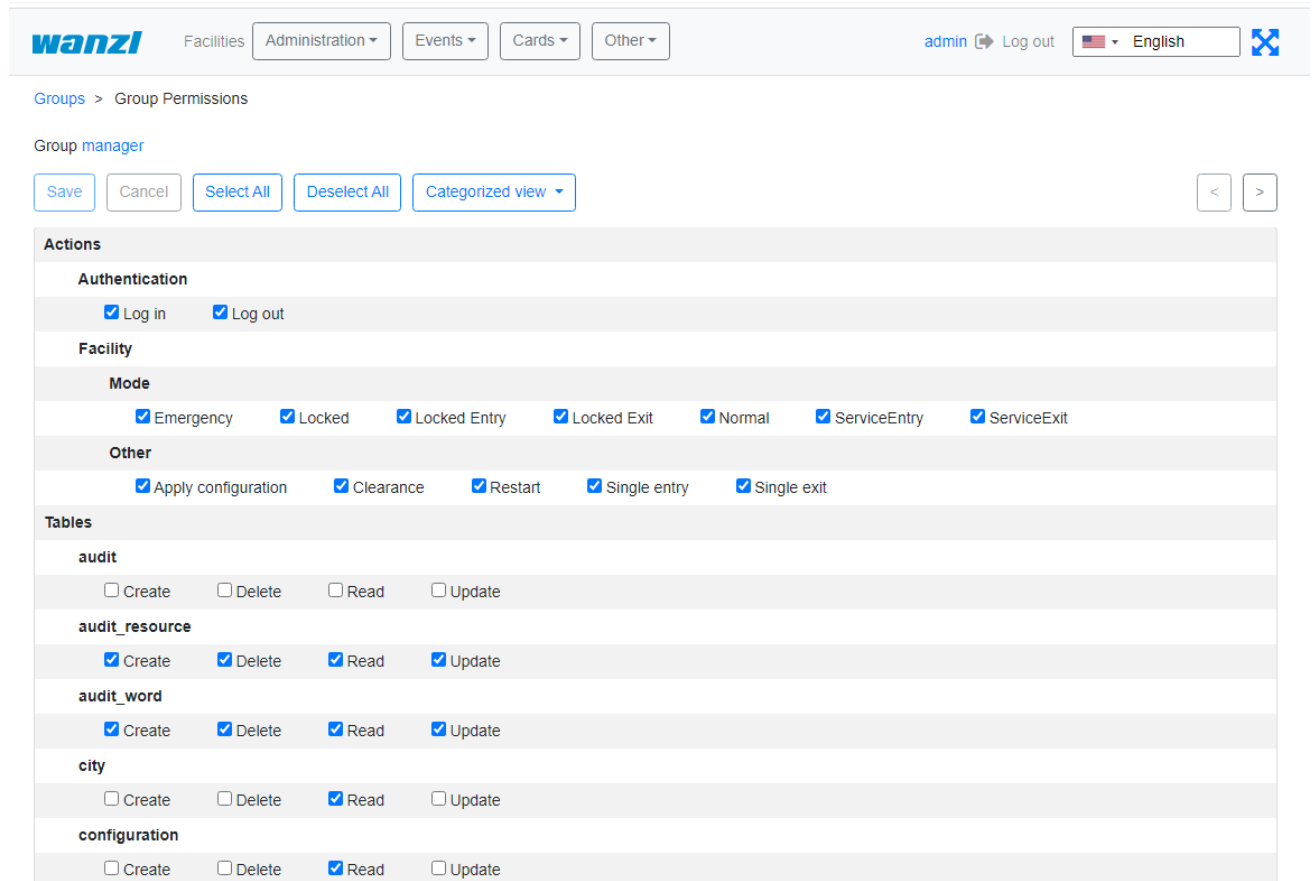 wanzl Facilities Administration Events Cards Other admin Log out English
Groups > Group Permissions
Group manager
Save Cancel Select All Deselect All Categorized view < >
Actions
Authentication
Log in Log out
Facility
Mode
Emergency Locked Locked Entry Locked Exit Normal ServiceEntry ServiceExit
Other
Apply configuration Clearance Restart Single entry Single exit
Tables
audit
Create Delete Read Update
audit_resource
Create Delete Read Update
audit_word
Create Delete Read Update
city
Create Delete Read Update
configuration
Create Delete Read Update